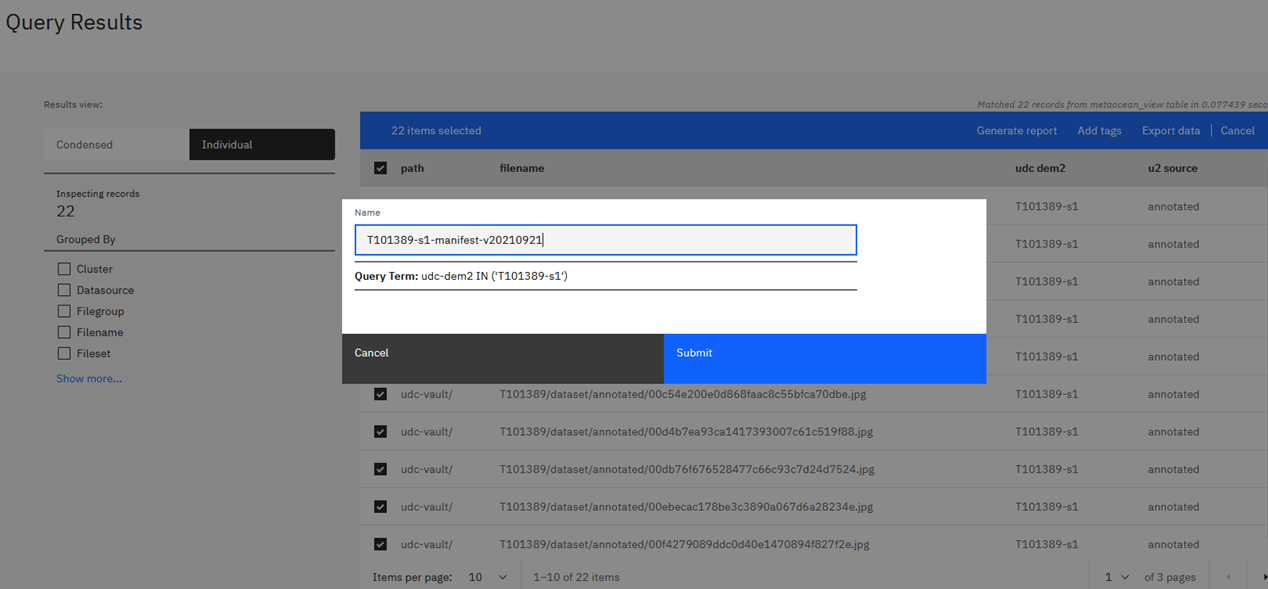 Query Results
Results view:
Matched 22 records from metaocean_view table in 0.077439 seco
Condensed
Individual
22 items selected
Generate report
Add tags
Export data
Cancel
path
filename
udc dem2
u2 source
Inspecting records
22
Grouped By
Cluster
Datasource
Filegroup
Filename
Fileset
Show more...
Name
T101389-s1-manifest-v20210921
Query Term: udc-dem2 IN ('T101389-s1')
Cancel
Submit
T101389-s1 annotated
T101389-s1 annotated
T101389-s1 annotated
T101389-s1 annotated
T101389-s1 annotated
udc-vault/ T101389/dataset/annotated/00c54e200e0d868faac8c55bfca70dbe.jpg T101389-s1 annotated
udc-vault/ T101389/dataset/annotated/00d4b7ea93ca1417393007c61c519f88.jpg T101389-s1 annotated
udc-vault/ T101389/dataset/annotated/00db76f676528477c66c93c7d24d7524.jpg T101389-s1 annotated
udc-vault/ T101389/dataset/annotated/00ebecac178be3c3890a067d6a28234e.jpg T101389-s1 annotated
udc-vault/ T101389/dataset/annotated/00f4279089ddc0d40e1470894f827f2e.jpg T101389-s1 annotated
Items per page: 10
1–10 of 22 items
1 of 3 pages